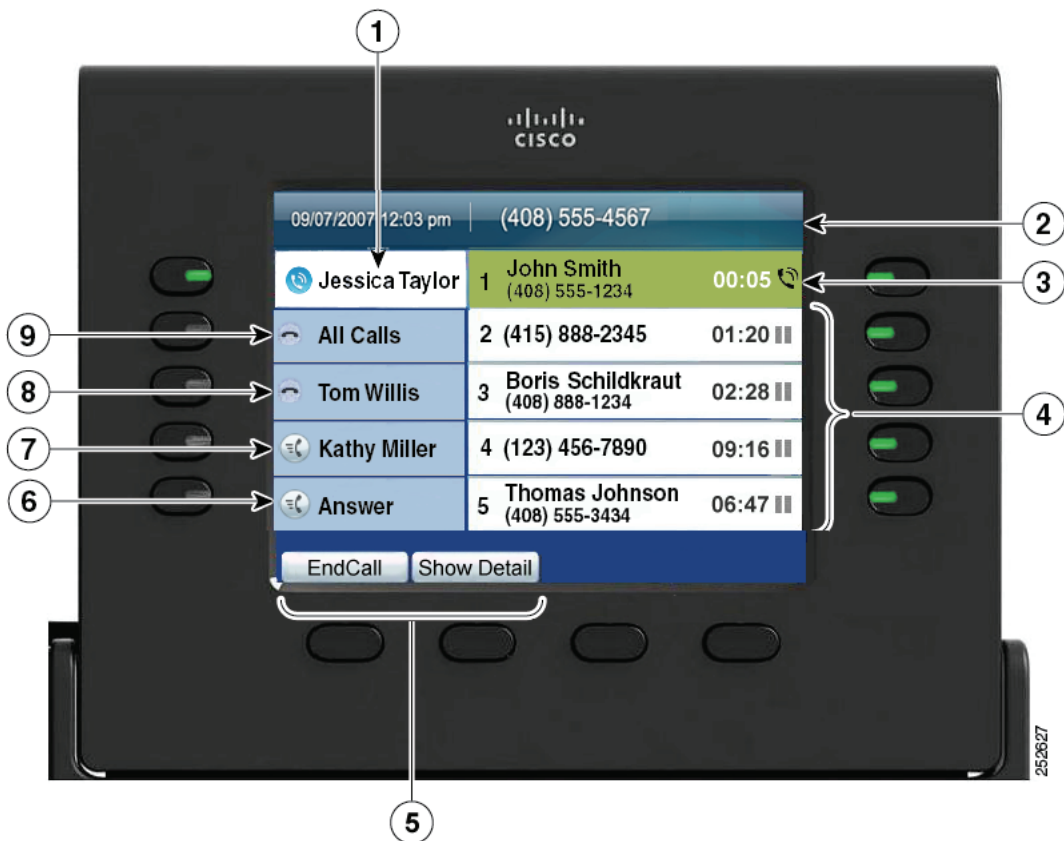 1
CISCO
09/07/2007 12:03 pm (408) 555-4567
2
Jessica Taylor
1 John Smith
(408) 555-1234
00:05
3
9
All Calls
2 (415) 888-2345 01:20
8
Tom Willis
3 Boris Schildkraut
(408) 888-1234
02:28
4
7
Kathy Miller
4 (123) 456-7890 09:16
6
Answer
5 Thomas Johnson
(408) 555-3434
06:47
EndCall Show Detail
5
252627